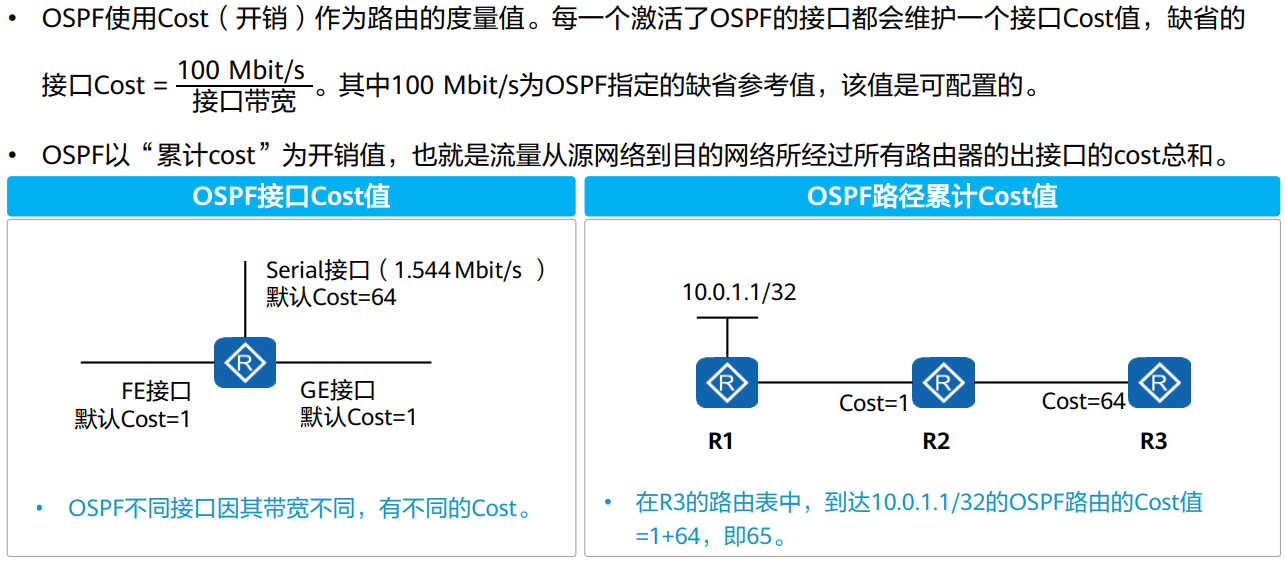 • OSPF使用Cost（开销）作为路由的度量值。每一个激活了OSPF的接口都会维护一个接口Cost值，缺省的
接口Cost = 100 Mbit/s / 接口带宽 。其中100 Mbit/s为OSPF指定的缺省参考值，该值是可配置的。
• OSPF以“累计cost”为开销值，也就是流量从源网络到目的网络所经过所有路由器的出接口的cost总和。
OSPF接口Cost值
Serial接口（1.544Mbit/s ）
默认Cost=64
R
FE接口
默认Cost=1
GE接口
默认Cost=1
• OSPF不同接口因其带宽不同，有不同的Cost。
OSPF路径累计Cost值
10.0.1.1/32
R
R
R
Cost=1
Cost=64
R1
R2
R3
• 在R3的路由表中，到达10.0.1.1/32的OSPF路由的Cost值
=1+64，即65。